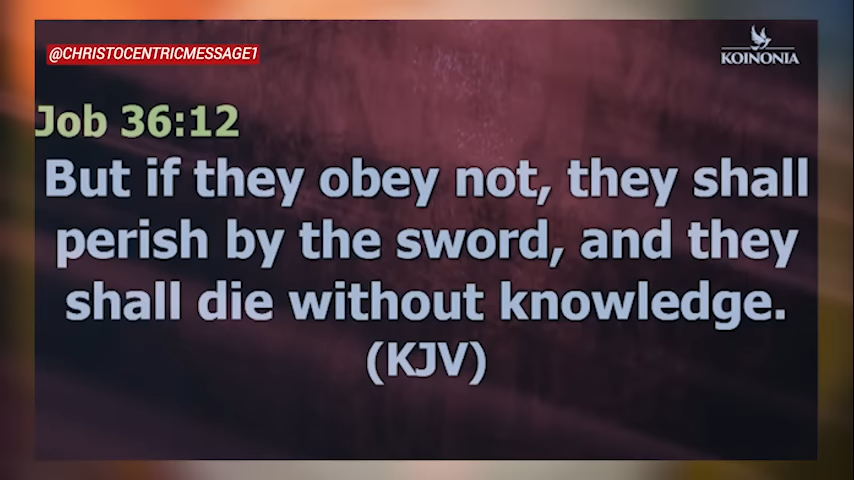 @CHRISTOCENTRICMESSAGE1
KOINONIA
Job 36:12
But if they obey not, they shall
perish by the sword, and they
shall die without knowledge.
(KJV)